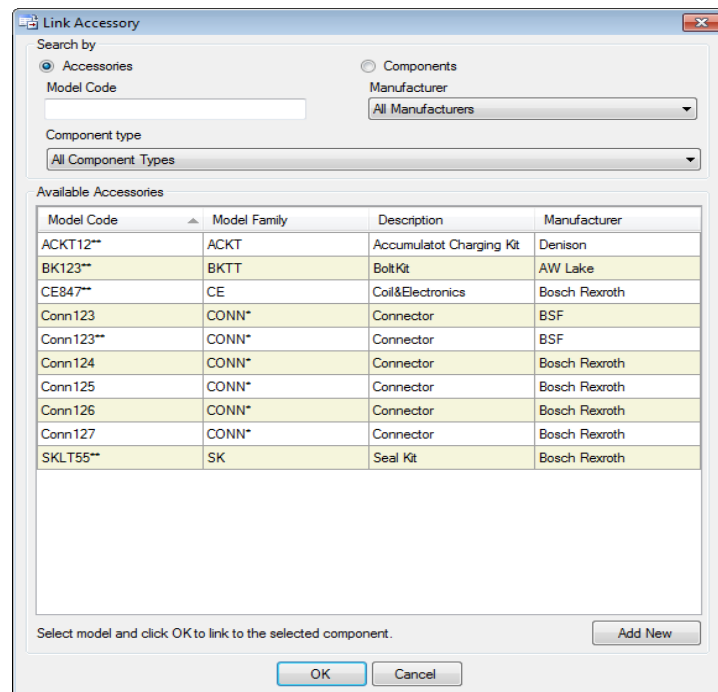 Link Accessory
Search by
Accessories Components
Model Code Manufacturer
All Manufacturers
Component type
All Component Types
Available Accessories
Model Code Model Family Description Manufacturer
ACKT12** ACKT Accumulatot Charging Kit Denison
BK123** BKTT BoltKit AW Lake
CE847** CE Coil&Electronics Bosch Rexroth
Conn123 CONN* Connector BSF
Conn123** CONN* Connector BSF
Conn124 CONN* Connector Bosch Rexroth
Conn125 CONN* Connector Bosch Rexroth
Conn126 CONN* Connector Bosch Rexroth
Conn127 CONN* Connector Bosch Rexroth
SKLT55** SK Seal Kit Bosch Rexroth
Select model and click OK to link to the selected component. Add New
OK Cancel